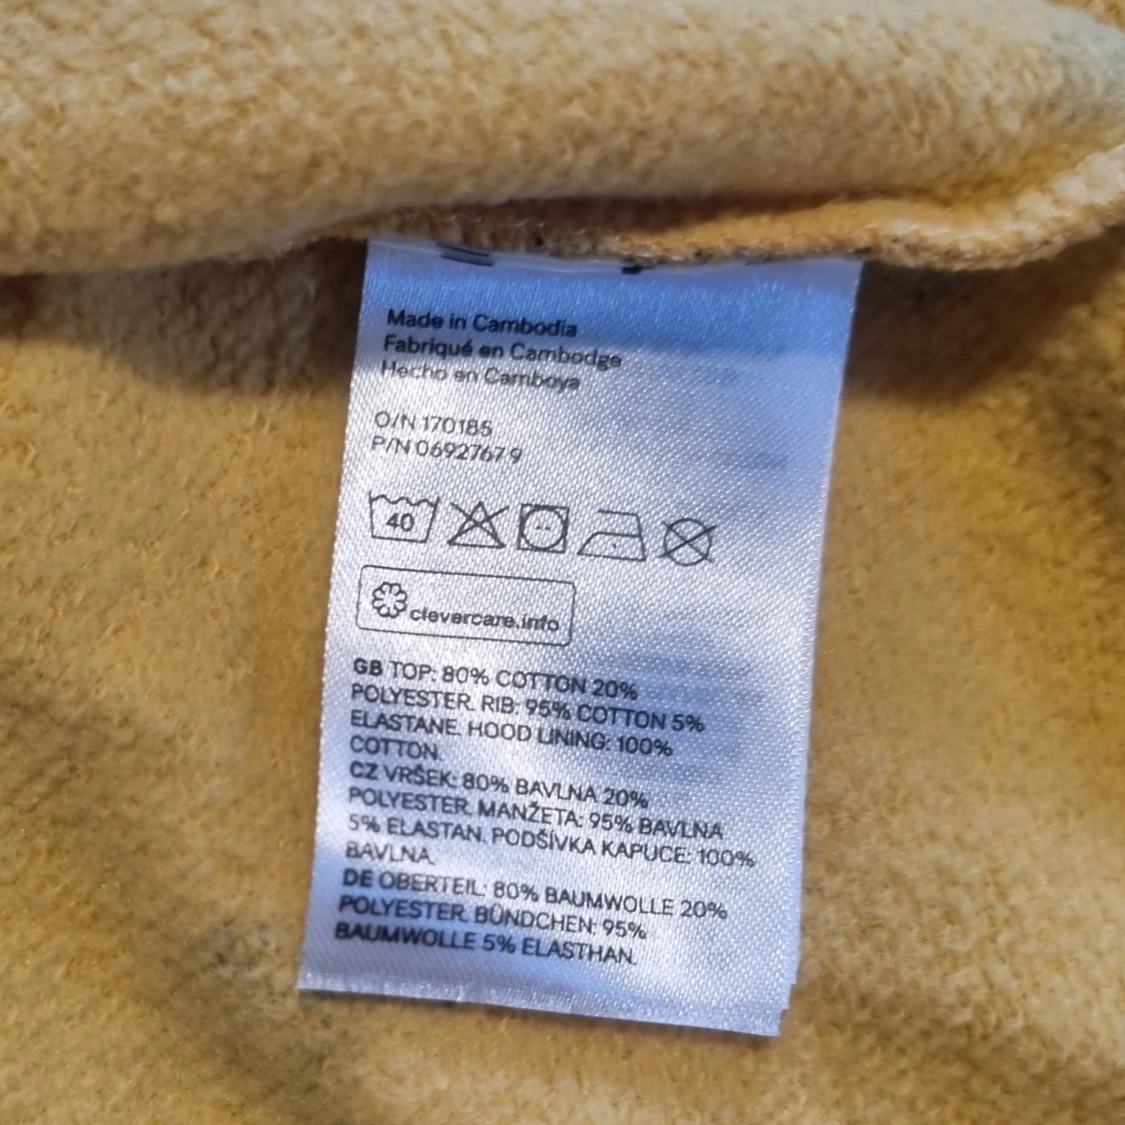 Made in Cambodia
Fabriqué en Cambodge
Hecho en Camboya
O/N 170185
P/N 0692767 9
40
clevercare.info
GB TOP: 80% COTTON 20%
POLYESTER. RIB: 95% COTTON 5%
ELASTANE. HOOD LINING: 100%
COTTON.
CZ VRŠEK: 80% BAVLNA 20%
POLYESTER. MANŽETA: 95% BAVLNA
5% ELASTAN. PODŠÍVKA KAPUCE: 100%
BAVLNA.
DE OBERTEIL: 80% BAUMWOLLE 20%
POLYESTER. BÜNDCHEN: 95%
BAUMWOLLE 5% ELASTHAN.